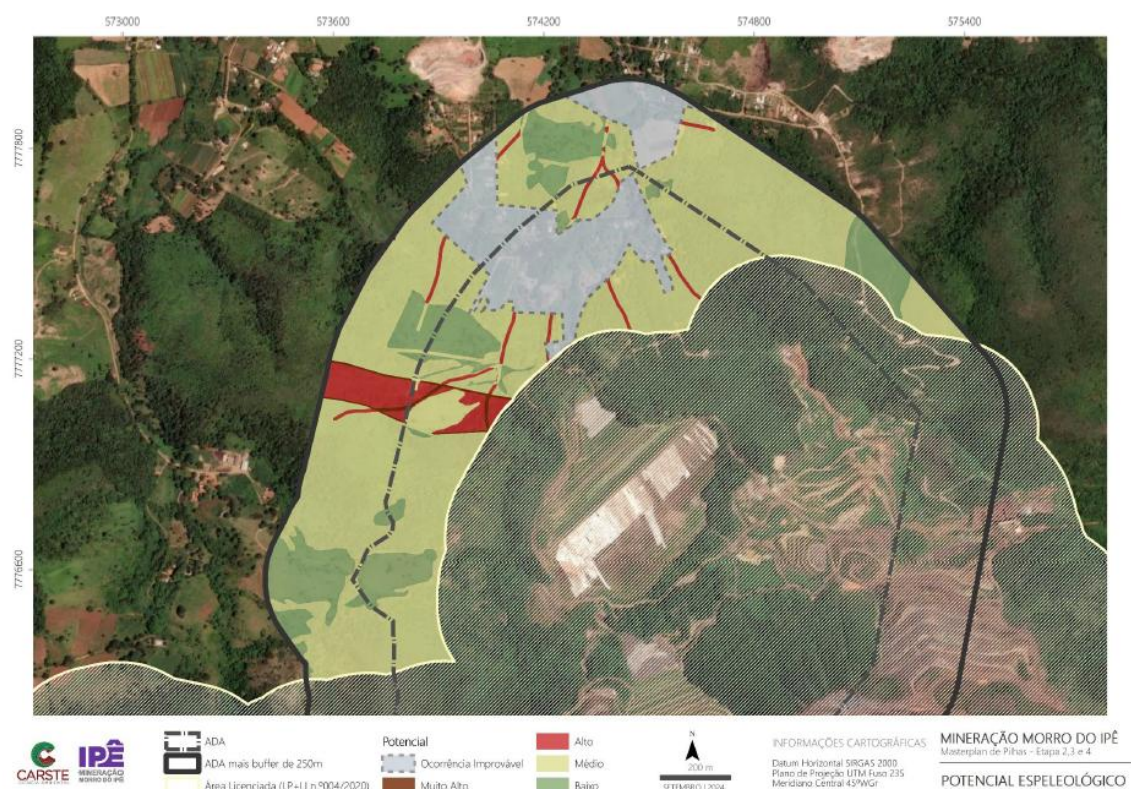 573000 573600 574200 574800 575400
7777800
7777200
7776600
CARSTE
IPÊ
MINERAÇÃO
MORRO DO IPÊ
ADA
ADA mais buffer de 250m
Área Licenciada (LP+LI n.9004/2020)
Potencial
Ocorrência Improvável
Muito Alto
Alto
Médio
Baixo
N
200 m
SETEMBRO | 2024
INFORMAÇÕES CARTOGRÁFICAS
Datum Horizontal SIRGAS 2000
Plano de Projeção UTM Fuso 23S
Meridiano Central 45ºWGr
MINERAÇÃO MORRO DO IPÊ
Masterplan de Pilhas - Etapa 2,3 e 4
POTENCIAL ESPELEOLÓGICO